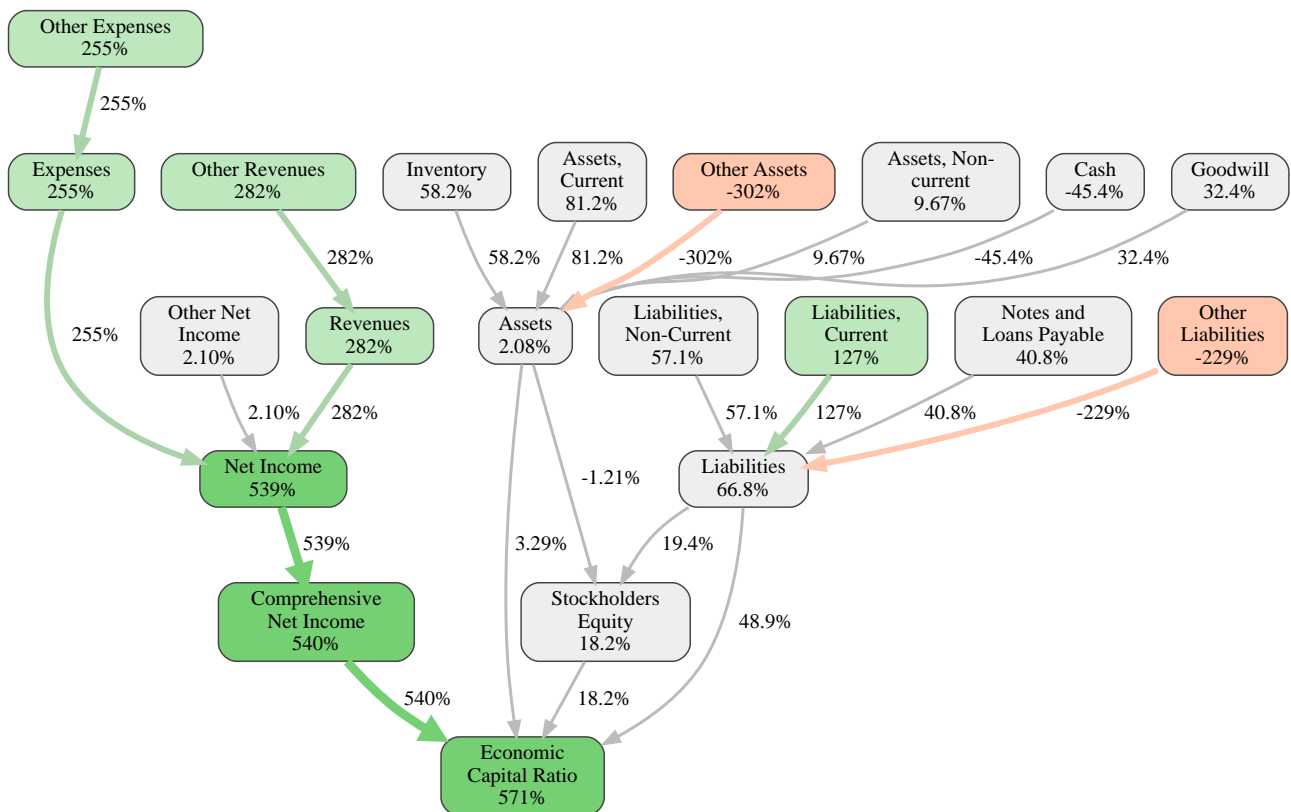 Other Expenses
255%
255%
Expenses
255%
Other Revenues
282%
Inventory
58.2%
Assets,
Current
81.2%
Other Assets
-302%
Assets, Non-
current
9.67%
Cash
-45.4%
Goodwill
32.4%
282%
58.2%
81.2%
-302%
9.67%
-45.4%
32.4%
255%
Other Net
Income
2.10%
Revenues
282%
Assets
2.08%
Liabilities,
Non-Current
57.1%
Liabilities,
Current
127%
Notes and
Loans Payable
40.8%
Other
Liabilities
-229%
2.10%
282%
57.1%
127%
40.8%
-229%
Net Income
539%
-1.21%
Liabilities
66.8%
539%
3.29%
19.4%
Comprehensive
Net Income
540%
Stockholders
Equity
18.2%
48.9%
540%
18.2%
Economic
Capital Ratio
571%